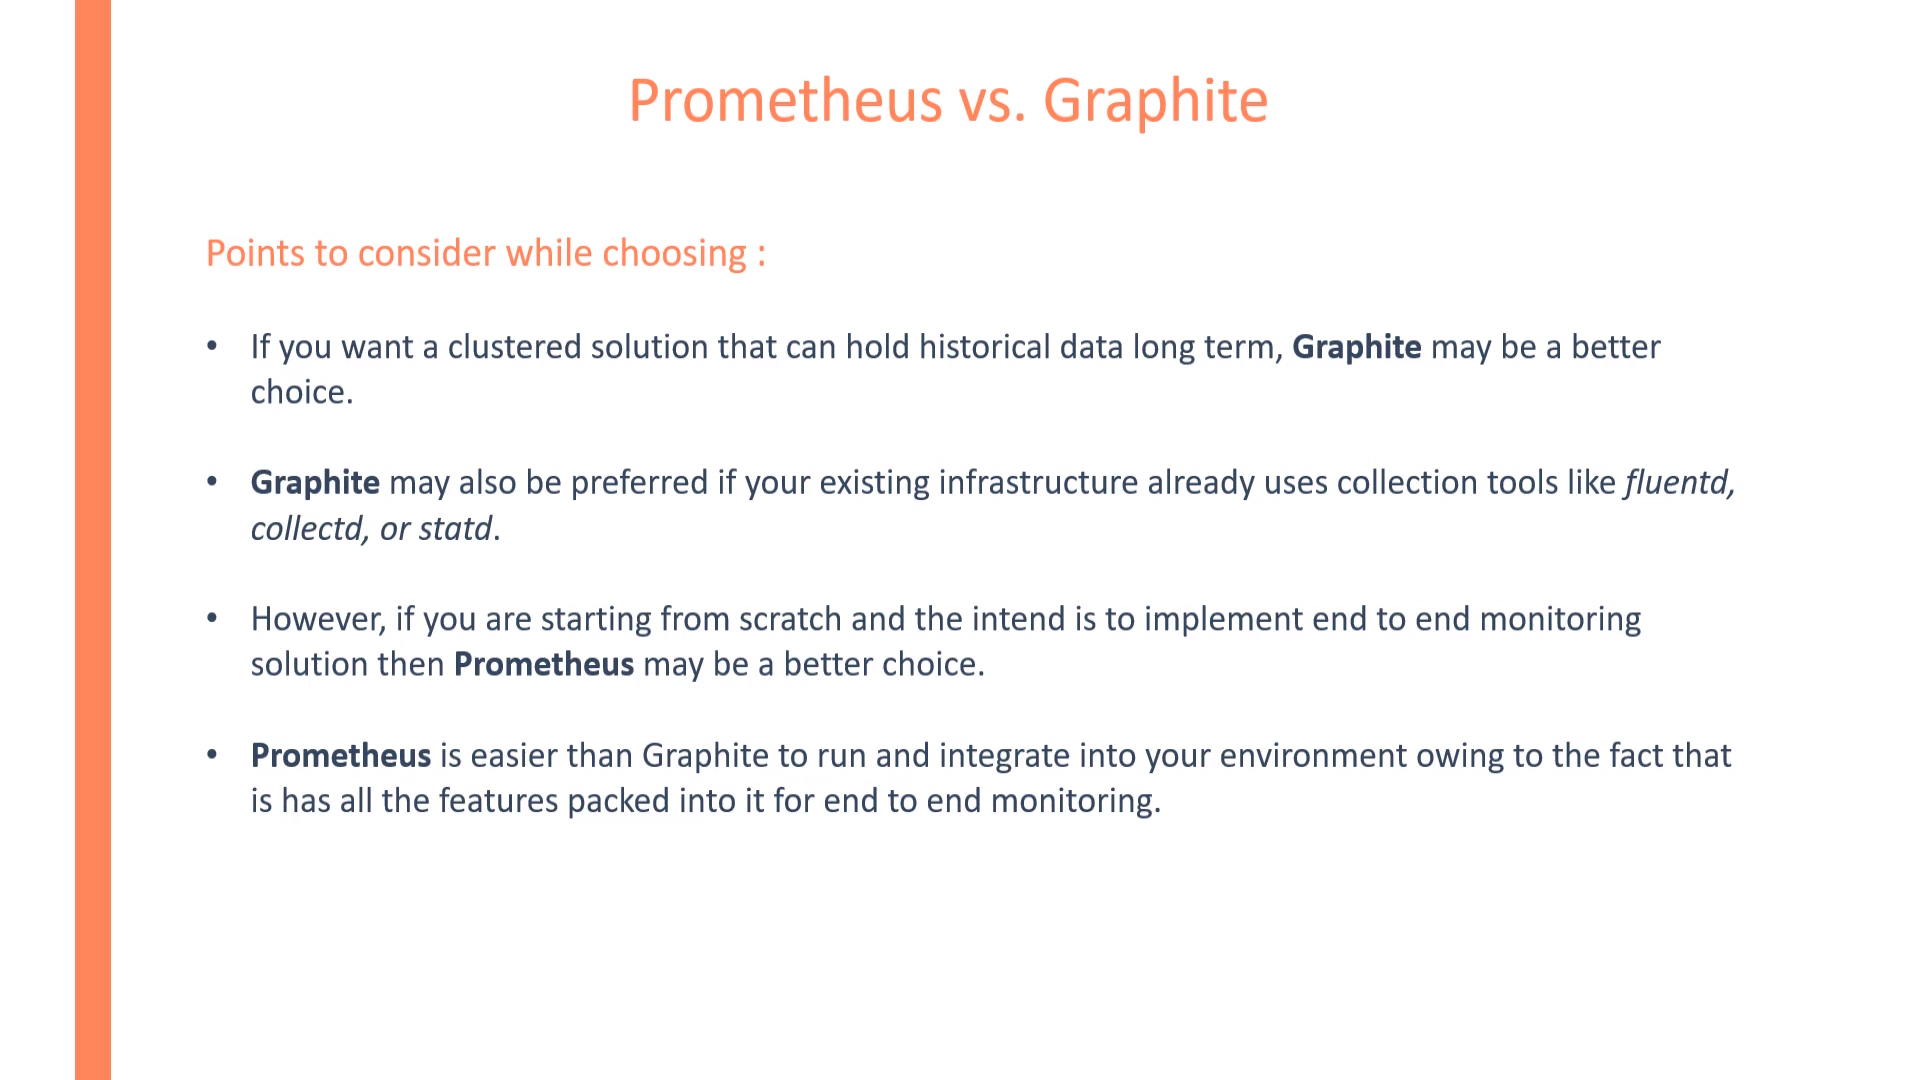 Prometheus vs. Graphite
Points to consider while choosing :
• If you want a clustered solution that can hold historical data long term, Graphite may be a better
choice.
• Graphite may also be preferred if your existing infrastructure already uses collection tools like fluentd,
collectd, or statd.
• However, if you are starting from scratch and the intend is to implement end to end monitoring
solution then Prometheus may be a better choice.
• Prometheus is easier than Graphite to run and integrate into your environment owing to the fact that
is has all the features packed into it for end to end monitoring.